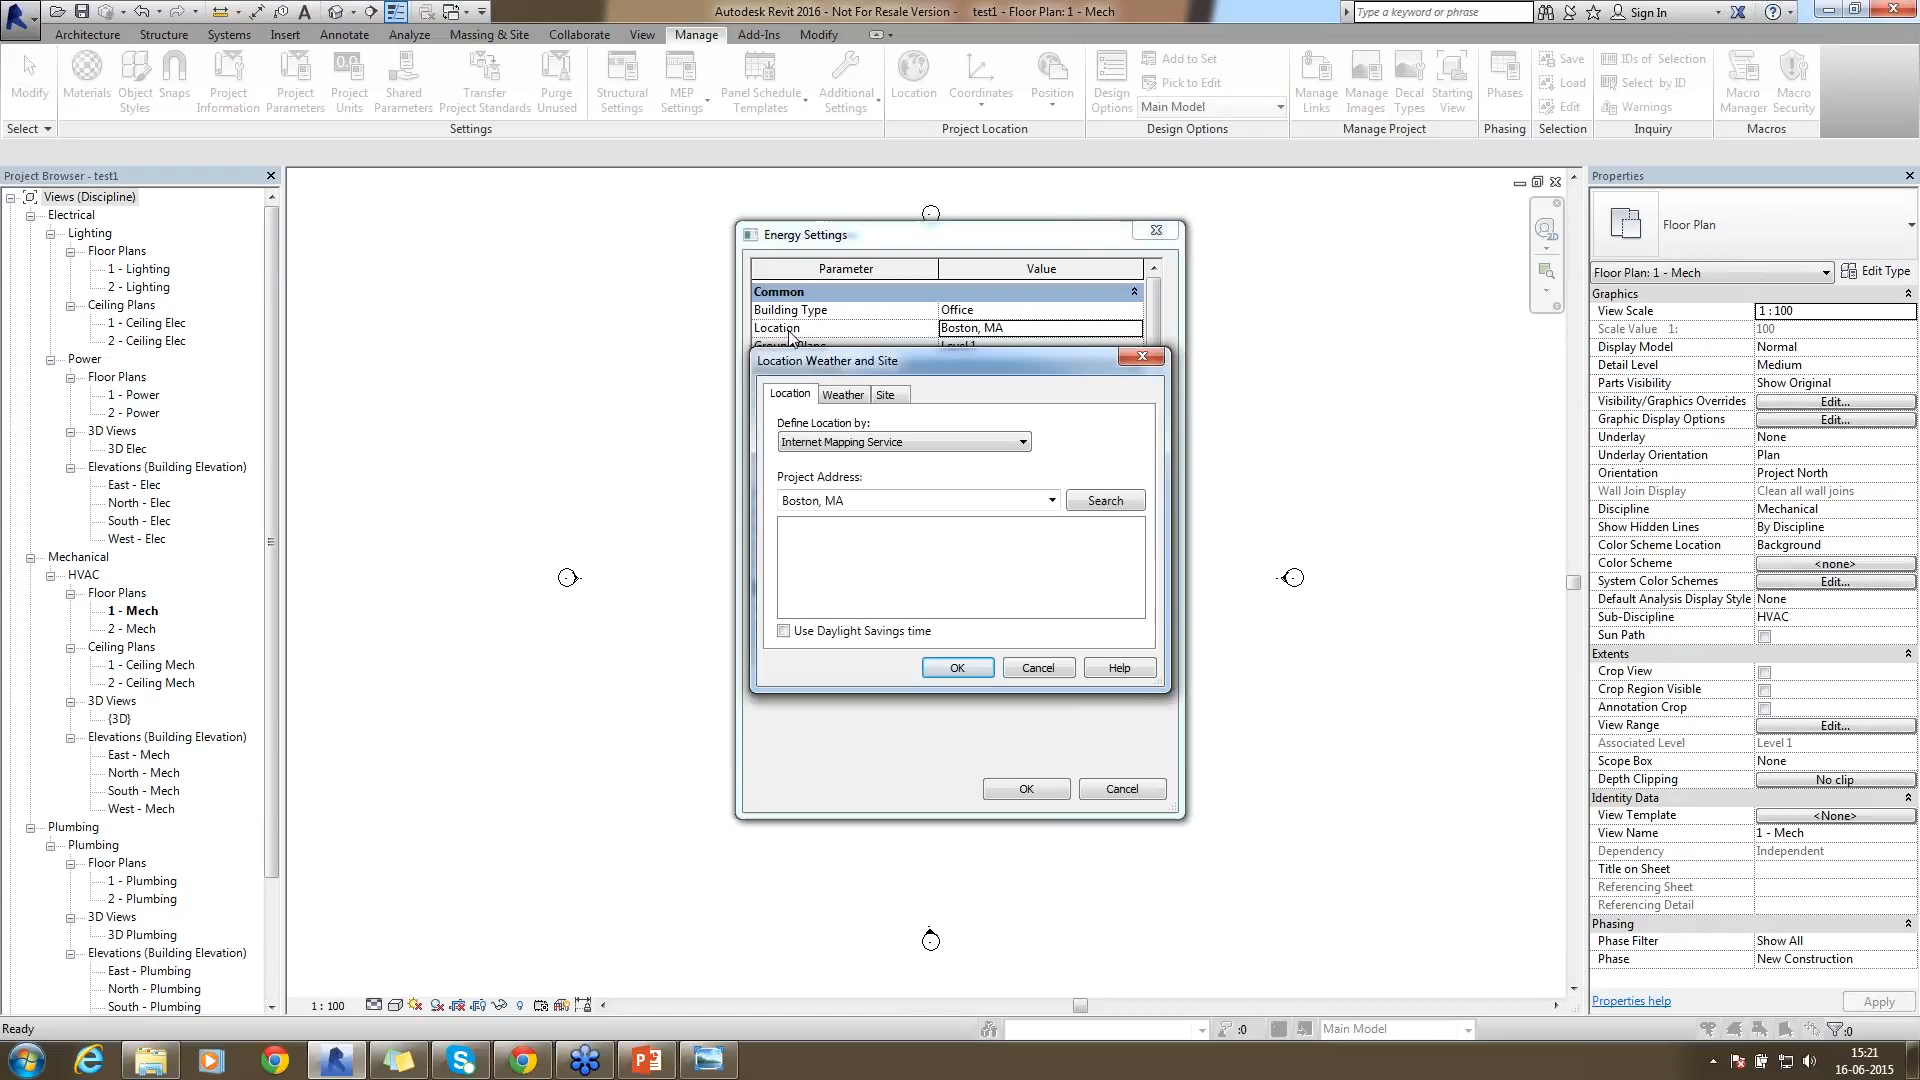 Autodesk Revit 2016 - Not For Resale Version - test1 - Floor Plan: 1 - Mech
Type a keyword or phrase
Sign In
Architecture Structure Systems Insert Annotate Analyze Massing & Site Collaborate View Manage Add-Ins Modify
Modify
Materials
Object Styles
Snaps
Project Information
Project Parameters
Project Units
Shared Parameters
Transfer Project Standards
Purge Unused
Structural Settings
MEP Settings
Panel Schedule Templates
Additional Settings
Location
Coordinates
Position
Design Options
Add to Set
Pick to Edit
Main Model
Manage Links
Manage Images
Decal Types
Starting View
Phases
Save
Load
Edit
IDs of Selection
Select by ID
Warnings
Macro Manager
Macro Security
Select
Settings
Project Location
Design Options
Manage Project
Phasing
Selection
Inquiry
Macros
Project Browser - test1
Views (Discipline)
Electrical
Lighting
Floor Plans
1 - Lighting
2 - Lighting
Ceiling Plans
1 - Ceiling Elec
2 - Ceiling Elec
Power
Floor Plans
1 - Power
2 - Power
3D Views
3D Elec
Elevations (Building Elevation)
East - Elec
North - Elec
South - Elec
West - Elec
Mechanical
HVAC
Floor Plans
1 - Mech
2 - Mech
Ceiling Plans
1 - Ceiling Mech
2 - Ceiling Mech
3D Views
{3D}
Elevations (Building Elevation)
East - Mech
North - Mech
South - Mech
West - Mech
Plumbing
Plumbing
Floor Plans
1 - Plumbing
2 - Plumbing
3D Views
3D Plumbing
Elevations (Building Elevation)
East - Plumbing
North - Plumbing
South - Plumbing
2D
Energy Settings
Parameter Value
Common
Building Type Office
Location Boston, MA
Location Weather and Site
Location Weather Site
Define Location by:
Internet Mapping Service
Project Address:
Boston, MA
Search
Use Daylight Savings time
OK Cancel Help
OK Cancel
1 : 100
Properties
Floor Plan
Floor Plan: 1 - Mech
Edit Type
Graphics
View Scale 1 : 100
Scale Value 1: 100
Display Model Normal
Detail Level Medium
Parts Visibility Show Original
Visibility/Graphics Overrides Edit...
Graphic Display Options Edit...
Underlay None
Underlay Orientation Plan
Orientation Project North
Wall Join Display Clean all wall joins
Discipline Mechanical
Show Hidden Lines By Discipline
Color Scheme Location Background
Color Scheme <none>
System Color Schemes Edit...
Default Analysis Display Style None
Sub-Discipline HVAC
Sun Path
Extents
Crop View
Crop Region Visible
Annotation Crop
View Range Edit...
Associated Level Level 1
Scope Box None
Depth Clipping No clip
Identity Data
View Template <None>
View Name 1 - Mech
Dependency Independent
Title on Sheet
Referencing Sheet
Referencing Detail
Phasing
Phase Filter Show All
Phase New Construction
Properties help
Apply
Ready
:0
Main Model
:0
15:21
16-06-2015